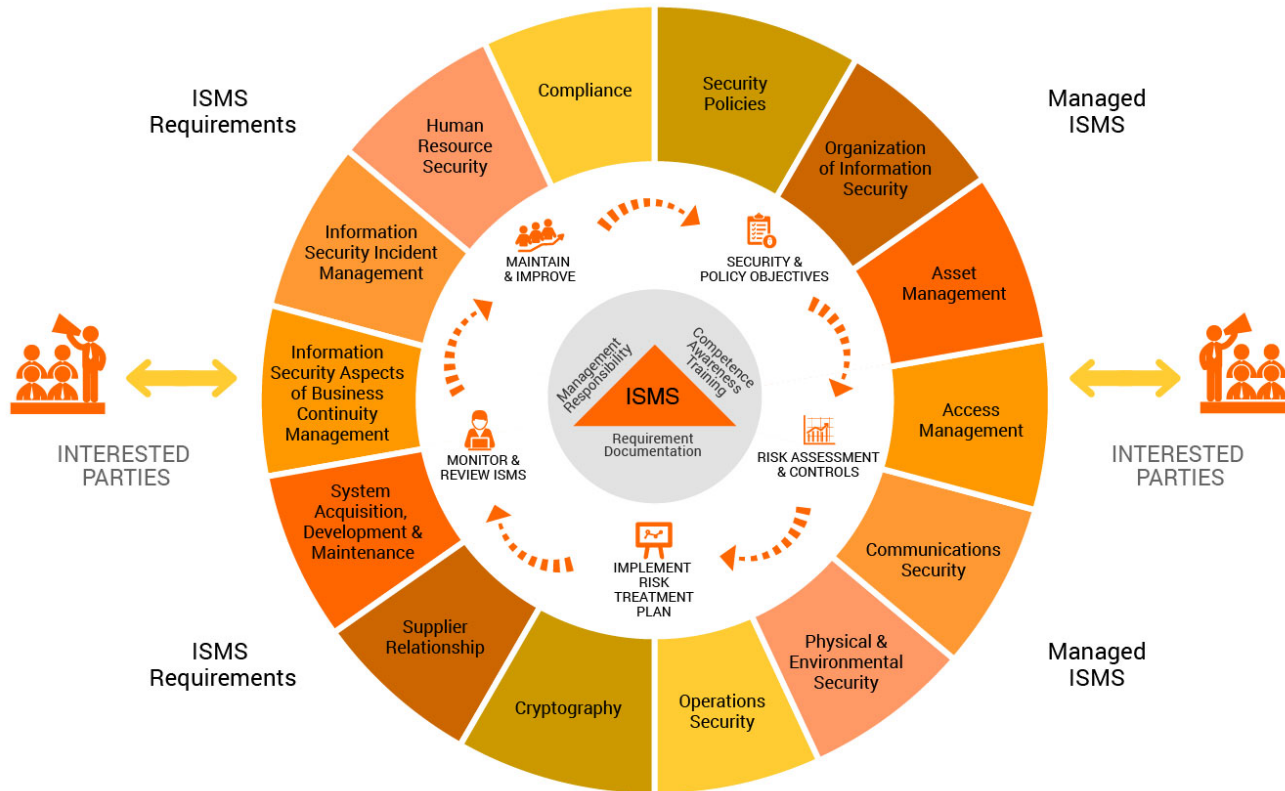 ISMS
Requirements
Managed
ISMS
Compliance
Security
Policies
Organization
of Information
Security
Asset
Management
Access
Management
Communications
Security
Physical &
Environmental
Security
Operations
Security
Cryptography
Supplier
Relationship
System
Acquisition,
Development &
Maintenance
Information
Security Aspects
of Business
Continuity
Management
Information
Security Incident
Management
Human
Resource
Security
MAINTAIN
& IMPROVE
SECURITY &
POLICY OBJECTIVES
RISK ASSESSMENT
& CONTROLS
IMPLEMENT
RISK
TREATMENT
PLAN
MONITOR &
REVIEW ISMS
Management
Responsibility
Competence
Awareness
Training
ISMS
Requirement
Documentation
INTERESTED
PARTIES
INTERESTED
PARTIES
ISMS
Requirements
Managed
ISMS